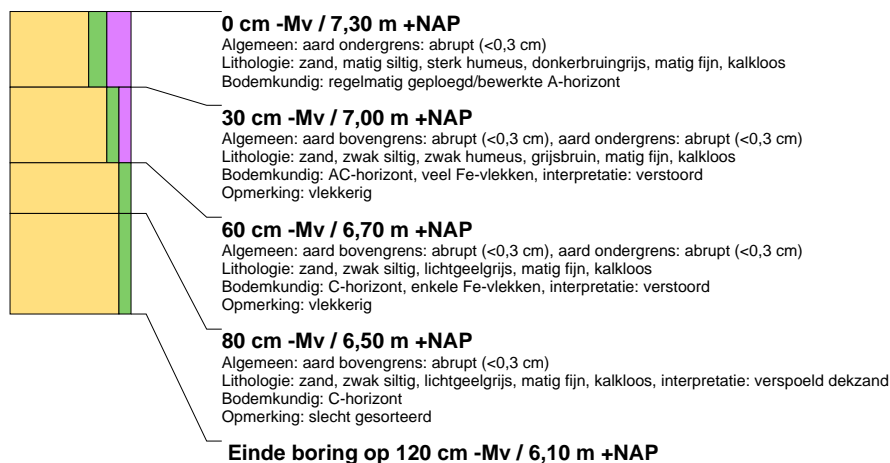 0 cm -Mv / 7,30 m +NAP
Algemeen: aard ondergrens: abrupt (<0,3 cm)
Lithologie: zand, matig siltig, sterk humeus, donkerbruingrijs, matig fijn, kalkloos
Bodemkundig: regelmatig geploegd/bewerkte A-horizont
30 cm -Mv / 7,00 m +NAP
Algemeen: aard bovengrens: abrupt (<0,3 cm), aard ondergrens: abrupt (<0,3 cm)
Lithologie: zand, zwak siltig, zwak humeus, grijsbruin, matig fijn, kalkloos
Bodemkundig: AC-horizont, veel Fe-vlekken, interpretatie: verstoord
Opmerking: vlekkerig
60 cm -Mv / 6,70 m +NAP
Algemeen: aard bovengrens: abrupt (<0,3 cm), aard ondergrens: abrupt (<0,3 cm)
Lithologie: zand, zwak siltig, lichtgeelgrijs, matig fijn, kalkloos
Bodemkundig: C-horizont, enkele Fe-vlekken, interpretatie: verstoord
Opmerking: vlekkerig
80 cm -Mv / 6,50 m +NAP
Algemeen: aard bovengrens: abrupt (<0,3 cm)
Lithologie: zand, zwak siltig, lichtgeelgrijs, matig fijn, kalkloos, interpretatie: verspoeld dekzand
Bodemkundig: C-horizont
Opmerking: slecht gesorteerd
Einde boring op 120 cm -Mv / 6,10 m +NAP